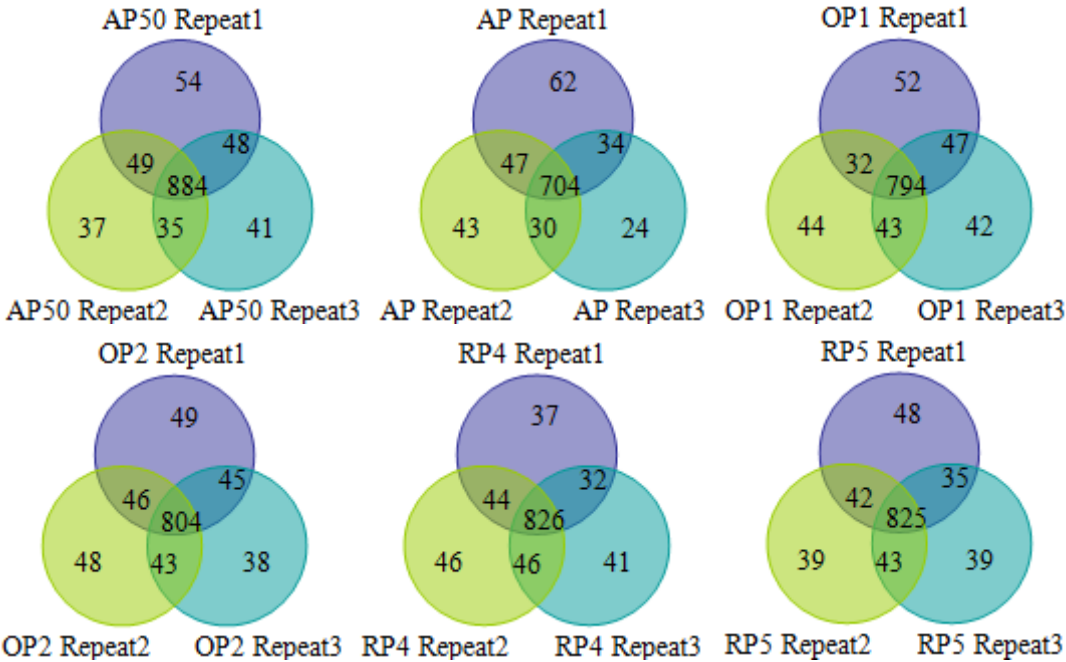 AP50 Repeat1 AP Repeat1 OP1 Repeat1
54 62 52
49 48 47 34 32 47
884 704 794
37 35 41 43 30 24 44 43 42
AP50 Repeat2 AP50 Repeat3 AP Repeat2 AP Repeat3 OP1 Repeat2 OP1 Repeat3
OP2 Repeat1 RP4 Repeat1 RP5 Repeat1
49 37 48
46 45 44 32 42 35
804 826 825
48 43 38 46 46 41 39 43 39
OP2 Repeat2 OP2 Repeat3 RP4 Repeat2 RP4 Repeat3 RP5 Repeat2 RP5 Repeat3